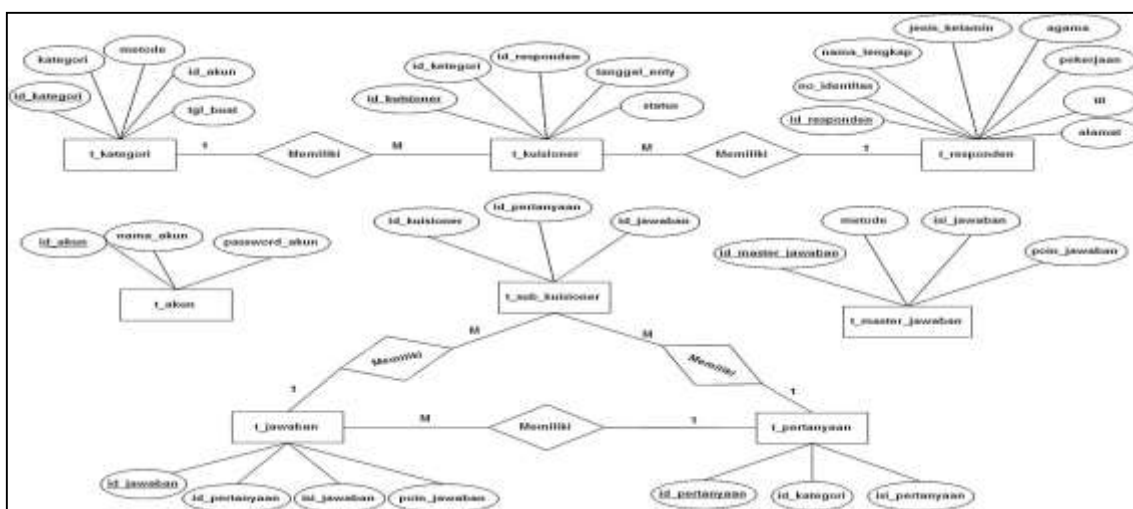 kategori
metode
id_akun
id_kategori
tgl_buat
t_kategori
1
Memiliki
M
id_kategori
id_responden
tanggal_enty
id_kuisioner
status
t_kuisioner
M
Memiliki
1
jenis_kelamin
agama
nama_lengkap
pekerjaan
no_identitas
ttl
id_responden
alamat
t_responden
id_akun
nama_akun
password_akun
t_akun
id_kuisioner
id_pertanyaan
id_jawaban
t_sub_kuisioner
metode
isi_jawaban
id_master_jawaban
poin_jawaban
t_master_jawaban
M
M
Memiliki
Memiliki
1
1
t_jawaban
M
Memiliki
1
t_pertanyaan
id_jawaban
id_pertanyaan
isi_jawaban
poin_jawaban
id_pertanyaan
id_kategori
isi_pertanyaan